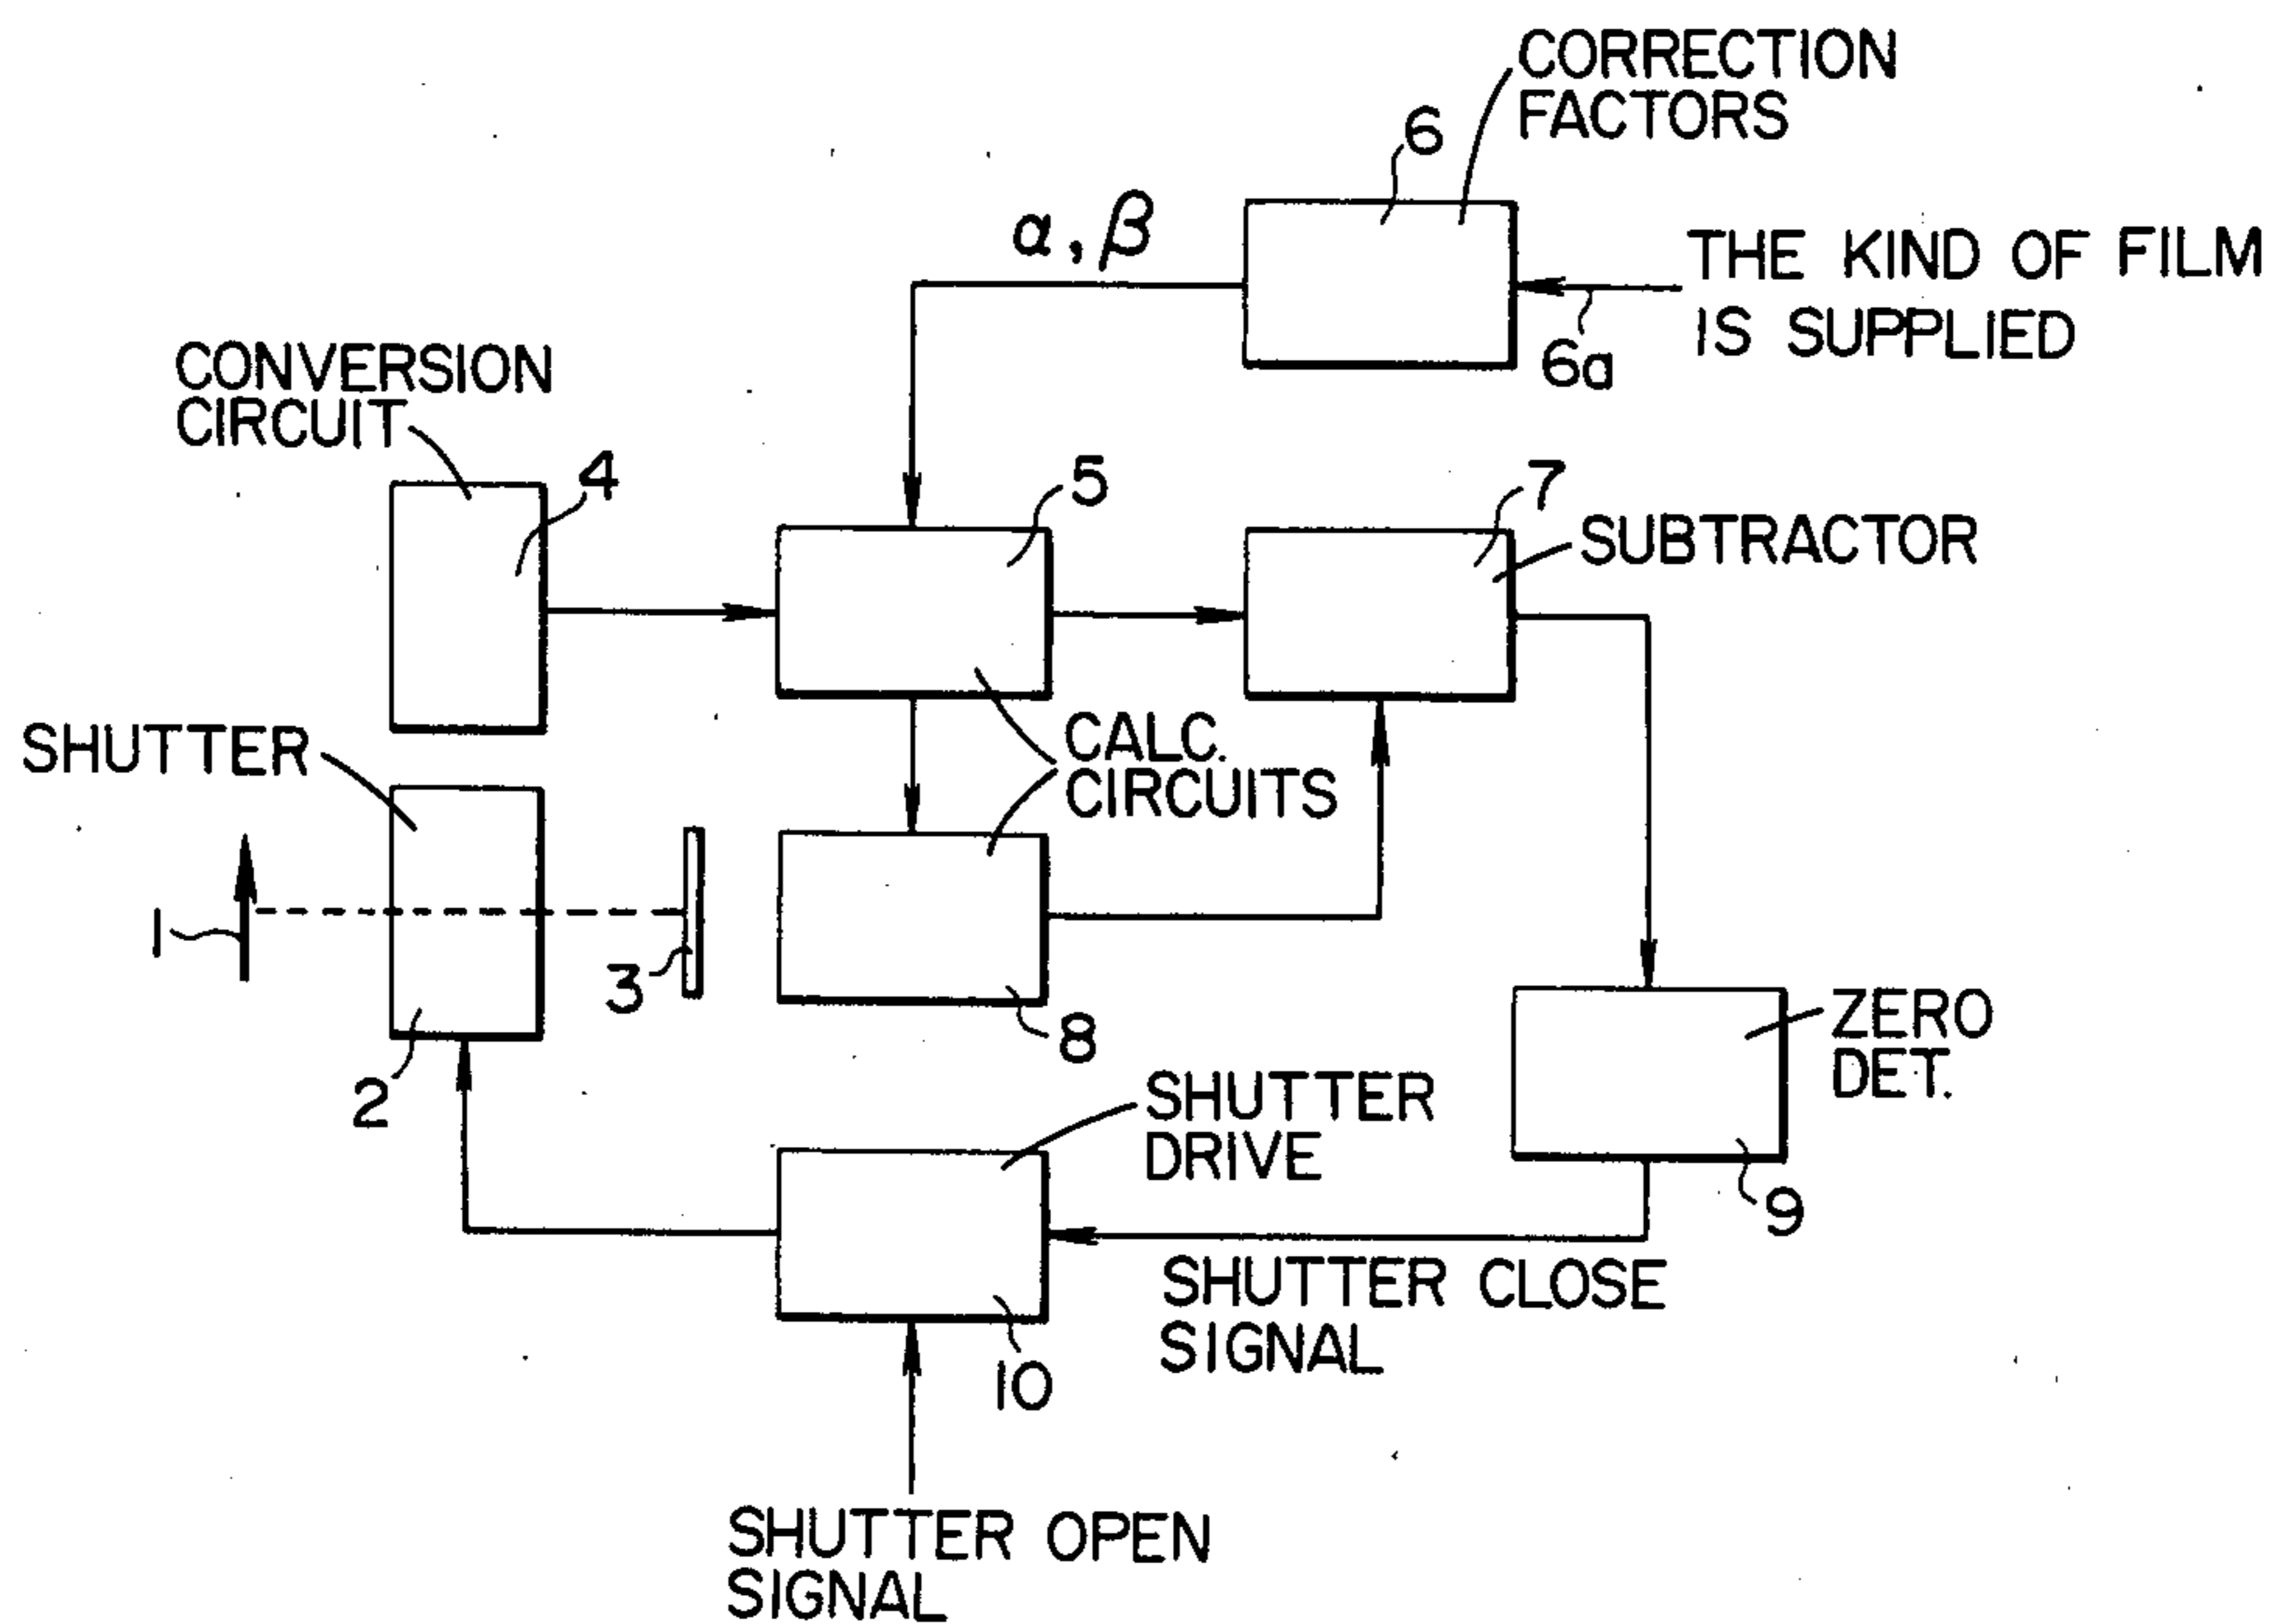 CORRECTION
FACTORS
6
α, β
THE KIND OF FILM
IS SUPPLIED
6a
CONVERSION
CIRCUIT
4
5
7
SUBTRACTOR
SHUTTER
CALC.
CIRCUITS
1
3
2
8
ZERO
DET.
SHUTTER
DRIVE
9
SHUTTER CLOSE
SIGNAL
10
SHUTTER OPEN
SIGNAL